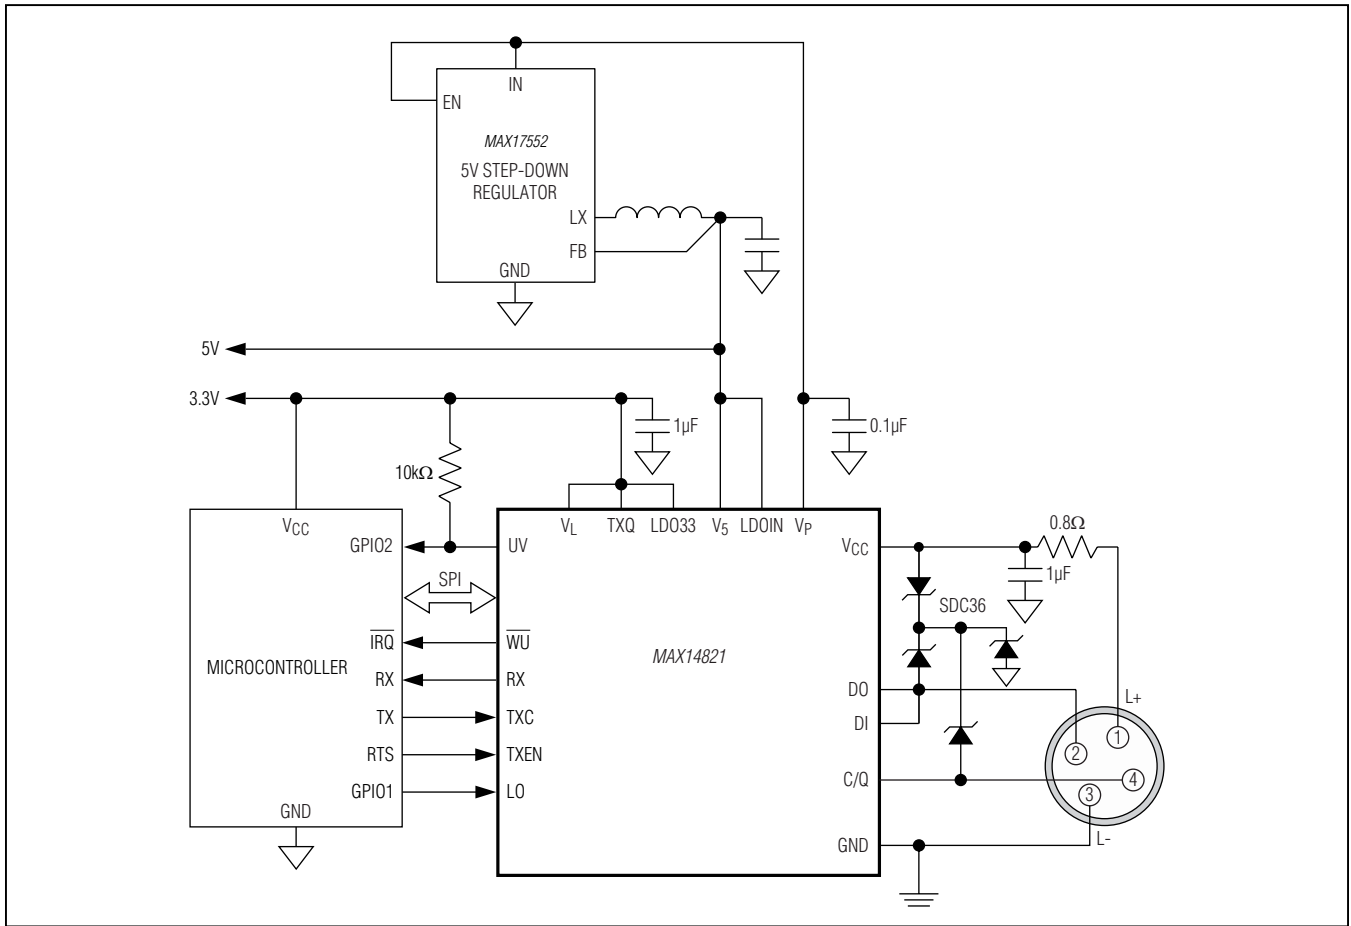 IN
EN
MAX17552
5V STEP-DOWN
REGULATOR
LX
FB
GND
5V
3.3V
1µF
0.1µF
10kΩ
VCC
GPIO2
SPI
IRQ
MICROCONTROLLER
RX
TX
RTS
GPIO1
GND
VL
TXQ
LDO33
V5
LDOIN
VP
UV
WU
RX
TXC
TXEN
LO
MAX14821
VCC
DO
DI
C/Q
GND
0.8Ω
1µF
SDC36
L+
1
2
4
3
L-